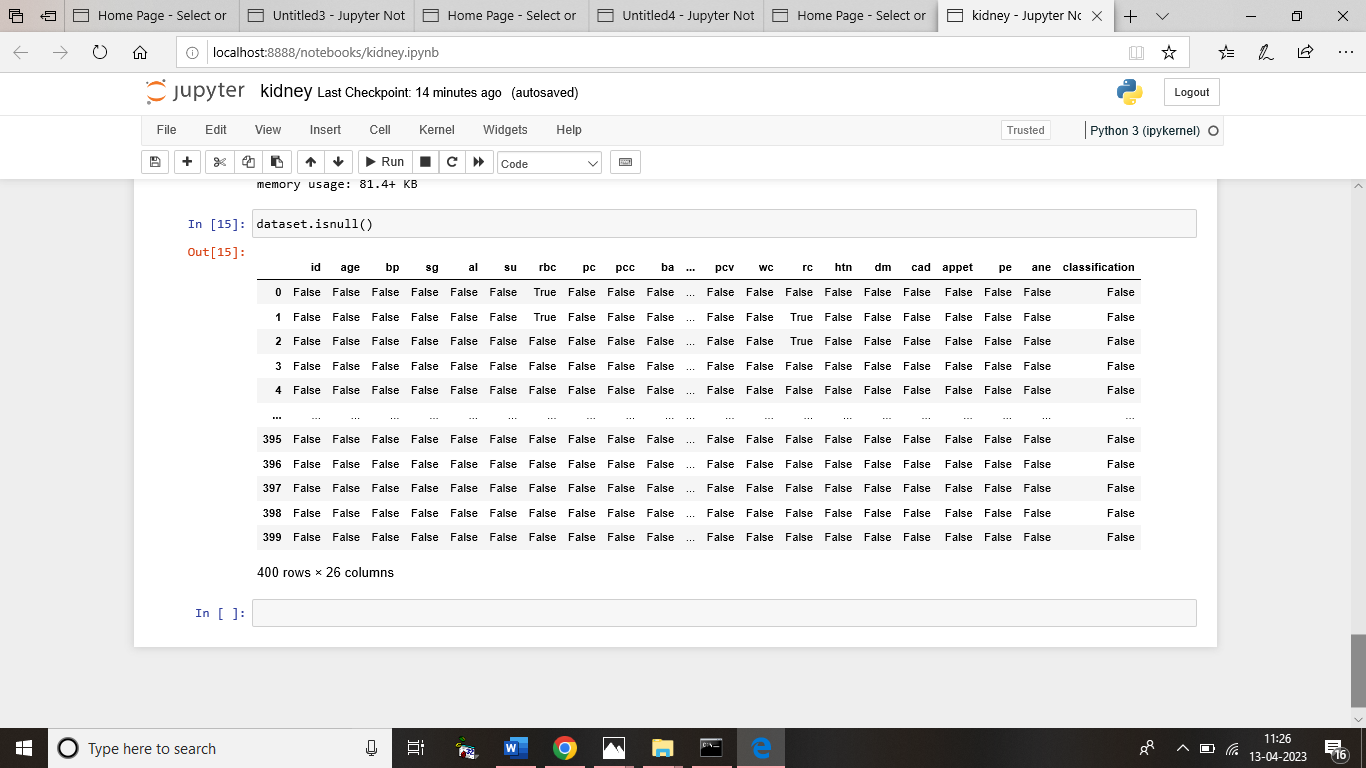 Home Page - Select or
Untitled3 - Jupyter Not
Home Page - Select or
Untitled4 - Jupyter Not
Home Page - Select or
kidney - Jupyter Nc
localhost:8888/notebooks/kidney.ipynb
jupyter kidney Last Checkpoint: 14 minutes ago (autosaved)
Logout
File Edit View Insert Cell Kernel Widgets Help
Trusted
Python 3 (ipykernel)
Run
Code
memory usage: 81.4+ KB
In [15]: dataset.isnull()
Out[15]:
id age bp sg al su rbc pc pcc ba ... pcv wc rc htn dm cad appet pe ane classification
0 False False False False False False True False False False ... False False False False False False False False False False
1 False False False False False False True False False False ... False False True False False False False False False False
2 False False False False False False False False False False ... False False True False False False False False False False
3 False False False False False False False False False False ... False False False False False False False False False False
4 False False False False False False False False False False ... False False False False False False False False False False
... ... ... ... ... ... ... ... ... ... ... ... ... ... ... ... ... ... ... ... ... ...
395 False False False False False False False False False False ... False False False False False False False False False False
396 False False False False False False False False False False ... False False False False False False False False False False
397 False False False False False False False False False False ... False False False False False False False False False False
398 False False False False False False False False False False ... False False False False False False False False False False
399 False False False False False False False False False False ... False False False False False False False False False False
400 rows × 26 columns
In [ ]:
Type here to search
11:26
13-04-2023
16